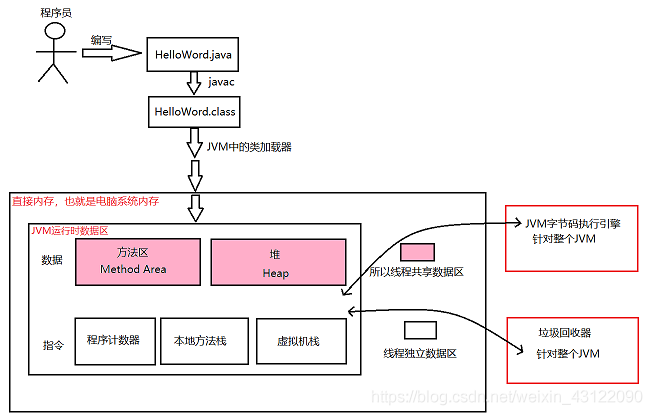 程序员
编写
HelloWord.java
javac
HelloWord.class
JVM中的类加载器
直接内存，也就是电脑系统内存
JVM运行时数据区
数据
方法区
Method Area
堆
Heap
所以线程共享数据区
JVM字节码执行引擎
针对整个JVM
指令
程序计数器
本地方法栈
虚拟机栈
线程独立数据区
垃圾回收器
针对整个JVM
https://blog.csdn.net/weixin_43122090